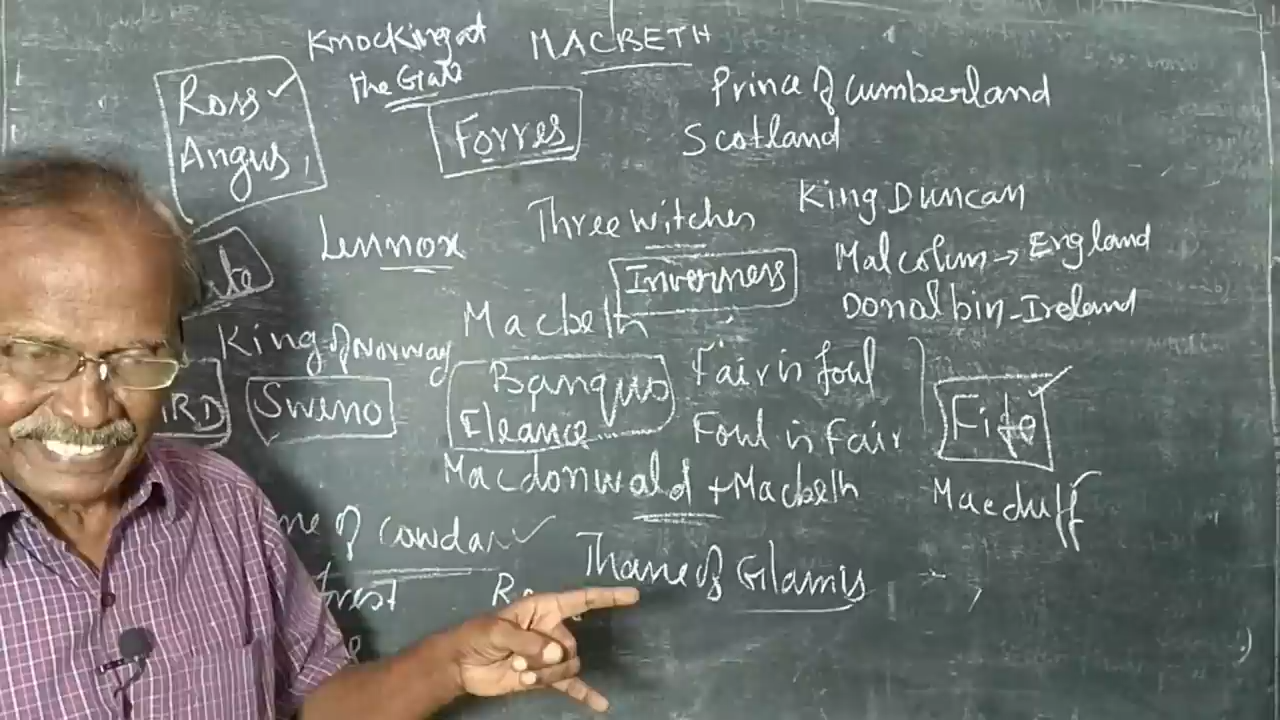 MACBETH
Knocking at
the Gate
Ross
Angus,
Forres
Prince of Cumberland
Scotland
Three witches
King Duncan
Lennox
Inverness
Malcolm → England
Donalbin - Ireland
Macbeth
King of Norway
Sweno
Banquo
Fleance
Fair is foul
Foul is Fair
Fife
Macdonwald + Macbeth
Macduff
of Cowdar
Thane of Glamis